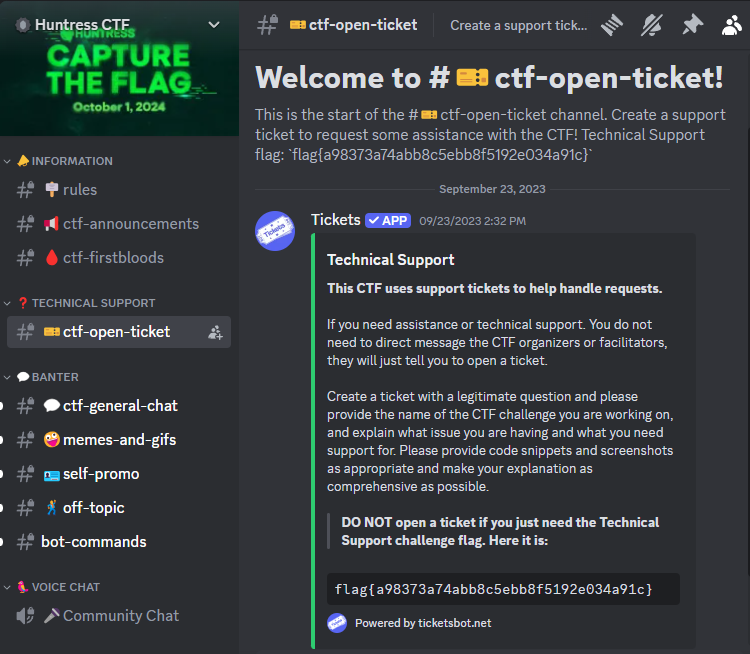 Huntress CTF
HUNTRESS
CAPTURE
THE FLAG
October 1, 2024
INFORMATION
rules
ctf-announcements
ctf-firstbloods
TECHNICAL SUPPORT
ctf-open-ticket
BANTER
ctf-general-chat
memes-and-gifs
self-promo
off-topic
bot-commands
VOICE CHAT
Community Chat
# 🎫ctf-open-ticket
Create a support tick...
Welcome to #🎫ctf-open-ticket!
This is the start of the #🎫ctf-open-ticket channel. Create a support
ticket to request some assistance with the CTF! Technical Support
flag: `flag{a98373a74abb8c5ebb8f5192e034a91c}`
September 23, 2023
Tickets ✓ APP 09/23/2023 2:32 PM
Tickets
Technical Support
This CTF uses support tickets to help handle requests.
If you need assistance or technical support. You do not
need to direct message the CTF organizers or facilitators,
they will just tell you to open a ticket.
Create a ticket with a legitimate question and please
provide the name of the CTF challenge you are working on,
and explain what issue you are having and what you need
support for. Please provide code snippets and screenshots
as appropriate and make your explanation as
comprehensive as possible.
DO NOT open a ticket if you just need the Technical
Support challenge flag. Here it is:
flag{a98373a74abb8c5ebb8f5192e034a91c}
Powered by ticketsbot.net